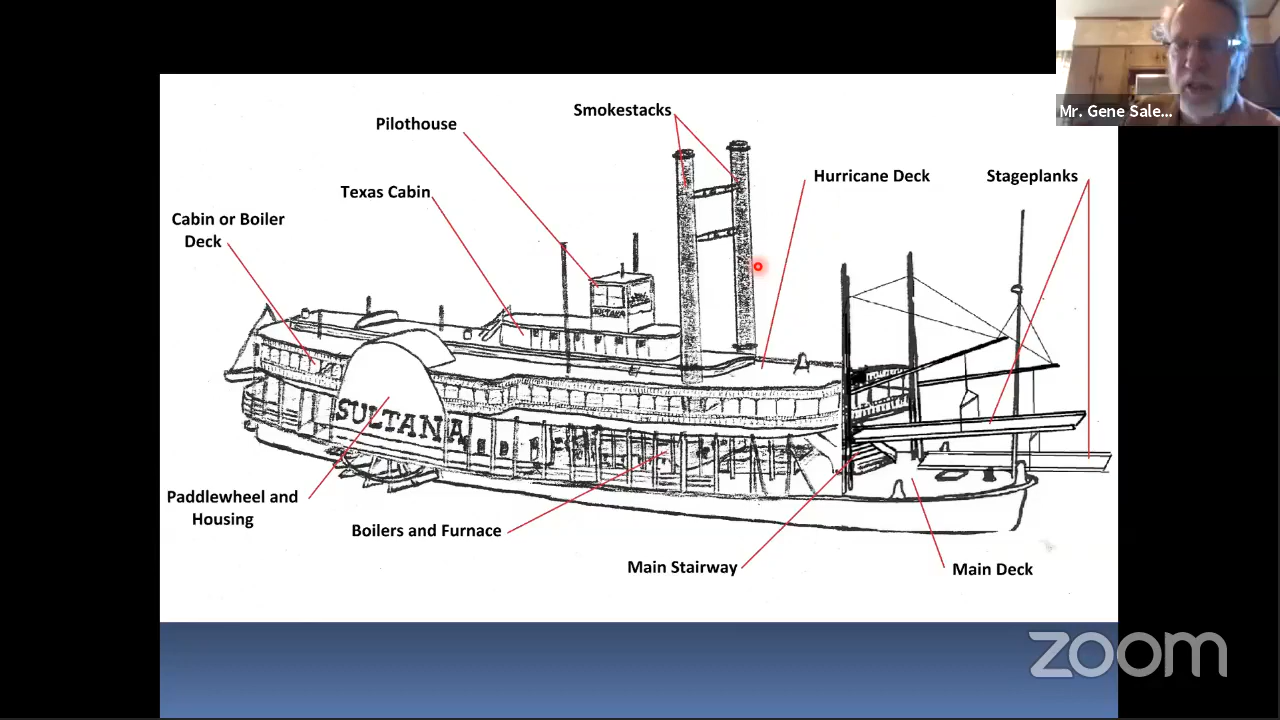 Mr. Gene Sale...
Smokestacks
Pilothouse
Hurricane Deck
Stageplanks
Texas Cabin
Cabin or Boiler
Deck
SULTANA
SULTANA
Paddlewheel and
Housing
Boilers and Furnace
Main Stairway
Main Deck
zoom